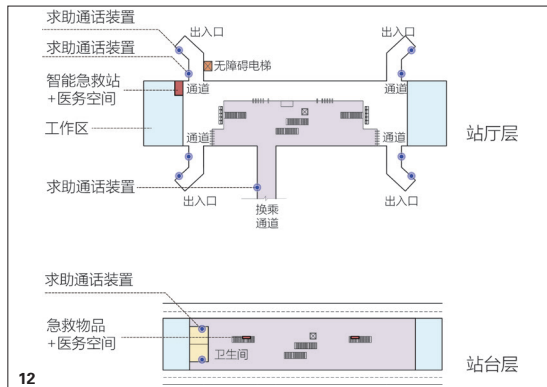 求助通话装置
出入口
出入口
求助通话装置
无障碍电梯
智能急救站
+医务空间
通道
通道
工作区
通道
通道
站厅层
求助通话装置
出入口
换乘
通道
出入口
求助通话装置
急救物品
+医务空间
卫生间
站台层
12